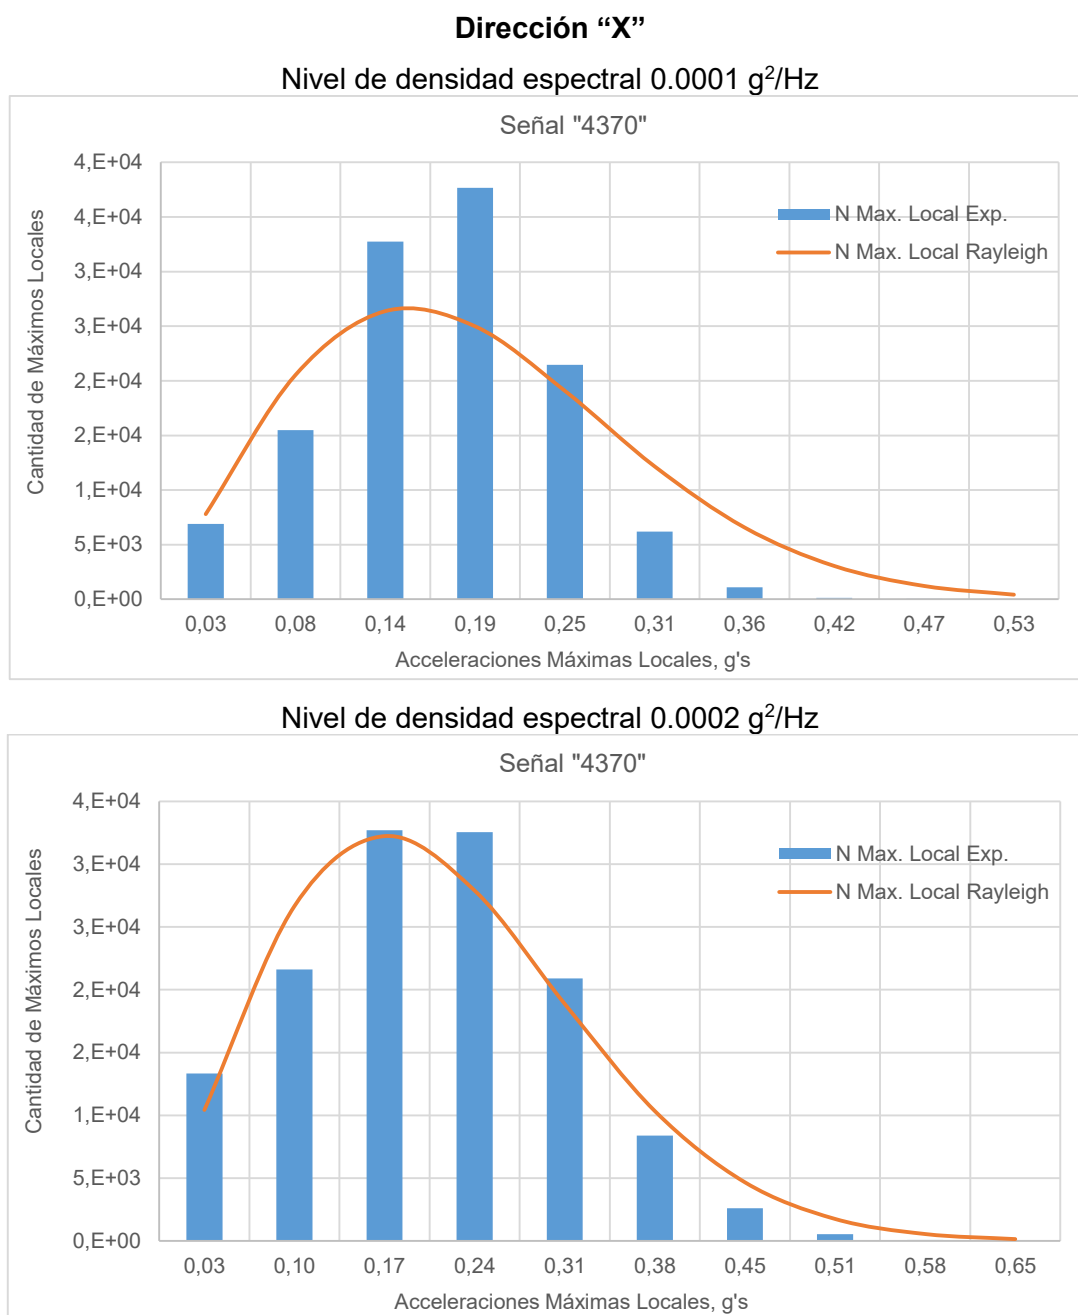 Dirección “X”
Nivel de densidad espectral 0.0001 g²/Hz
Señal "4370"
4,E+04
4,E+04
3,E+04
3,E+04
2,E+04
2,E+04
1,E+04
5,E+03
0,E+00
Cantidad de Máximos Locales
N Max. Local Exp.
N Max. Local Rayleigh
0,03 0,08 0,14 0,19 0,25 0,31 0,36 0,42 0,47 0,53
Acceleraciones Máximas Locales, g's
Nivel de densidad espectral 0.0002 g²/Hz
Señal "4370"
4,E+04
3,E+04
3,E+04
2,E+04
2,E+04
1,E+04
5,E+03
0,E+00
Cantidad de Máximos Locales
N Max. Local Exp.
N Max. Local Rayleigh
0,03 0,10 0,17 0,24 0,31 0,38 0,45 0,51 0,58 0,65
Acceleraciones Máximas Locales, g's